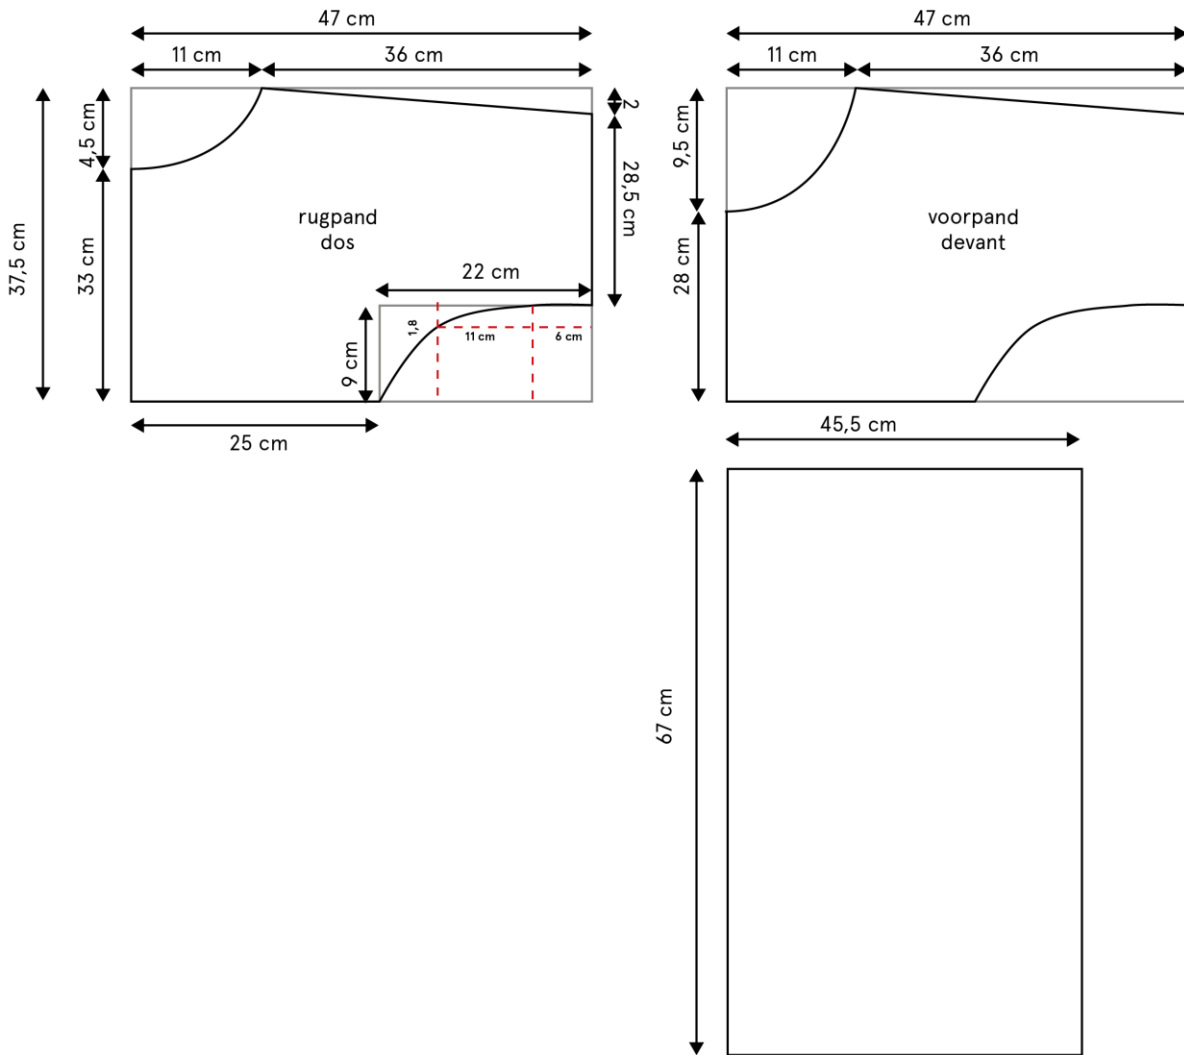 47 cm
47 cm
11 cm
36 cm
11 cm
36 cm
4,5 cm
2
9,5 cm
28,5 cm
rugpand
dos
voorpand
devant
37,5 cm
33 cm
22 cm
28 cm
1,8
11 cm
6 cm
9 cm
25 cm
45,5 cm
67 cm